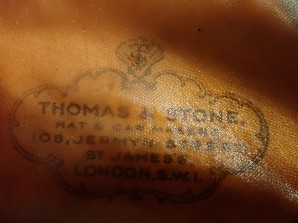 THOMAS & STONE.
HAT & CAP MAKERS
108, JERMYN STREET,
ST JAMES'S
LONDON, S.W.1.